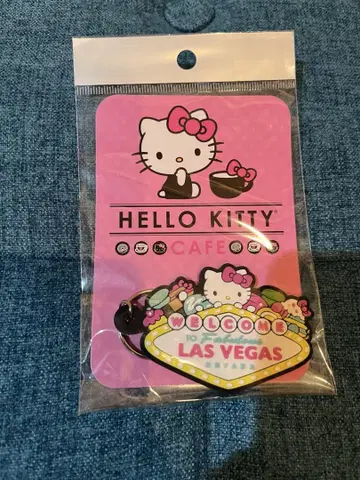 HELLO KITTY
CAFE
WELCOME
TO Fabulous
LAS VEGAS
NEVADA